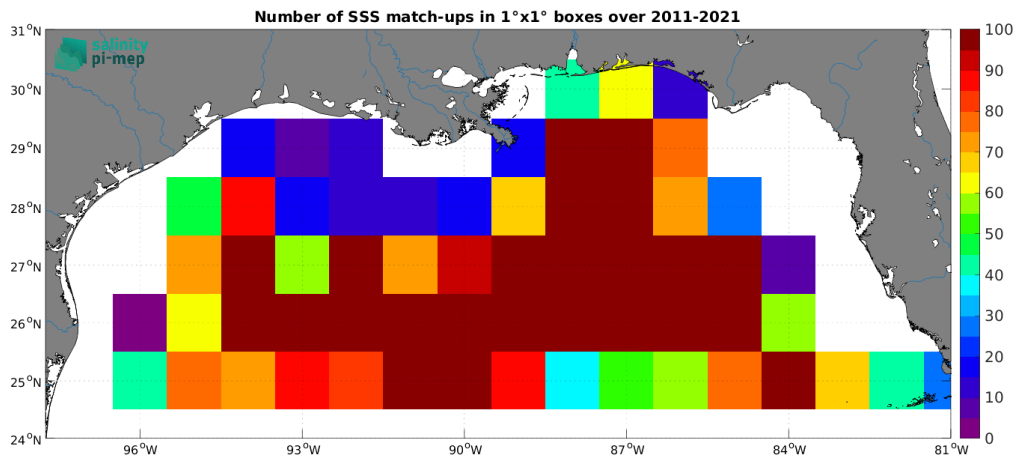 Number of SSS match-ups in 1°x1° boxes over 2011-2021
salinity
pi-mep
31°N
30°N
29°N
28°N
27°N
26°N
25°N
24°N
96°W
93°W
90°W
87°W
84°W
81°W
100
90
80
70
60
50
40
30
20
10
0